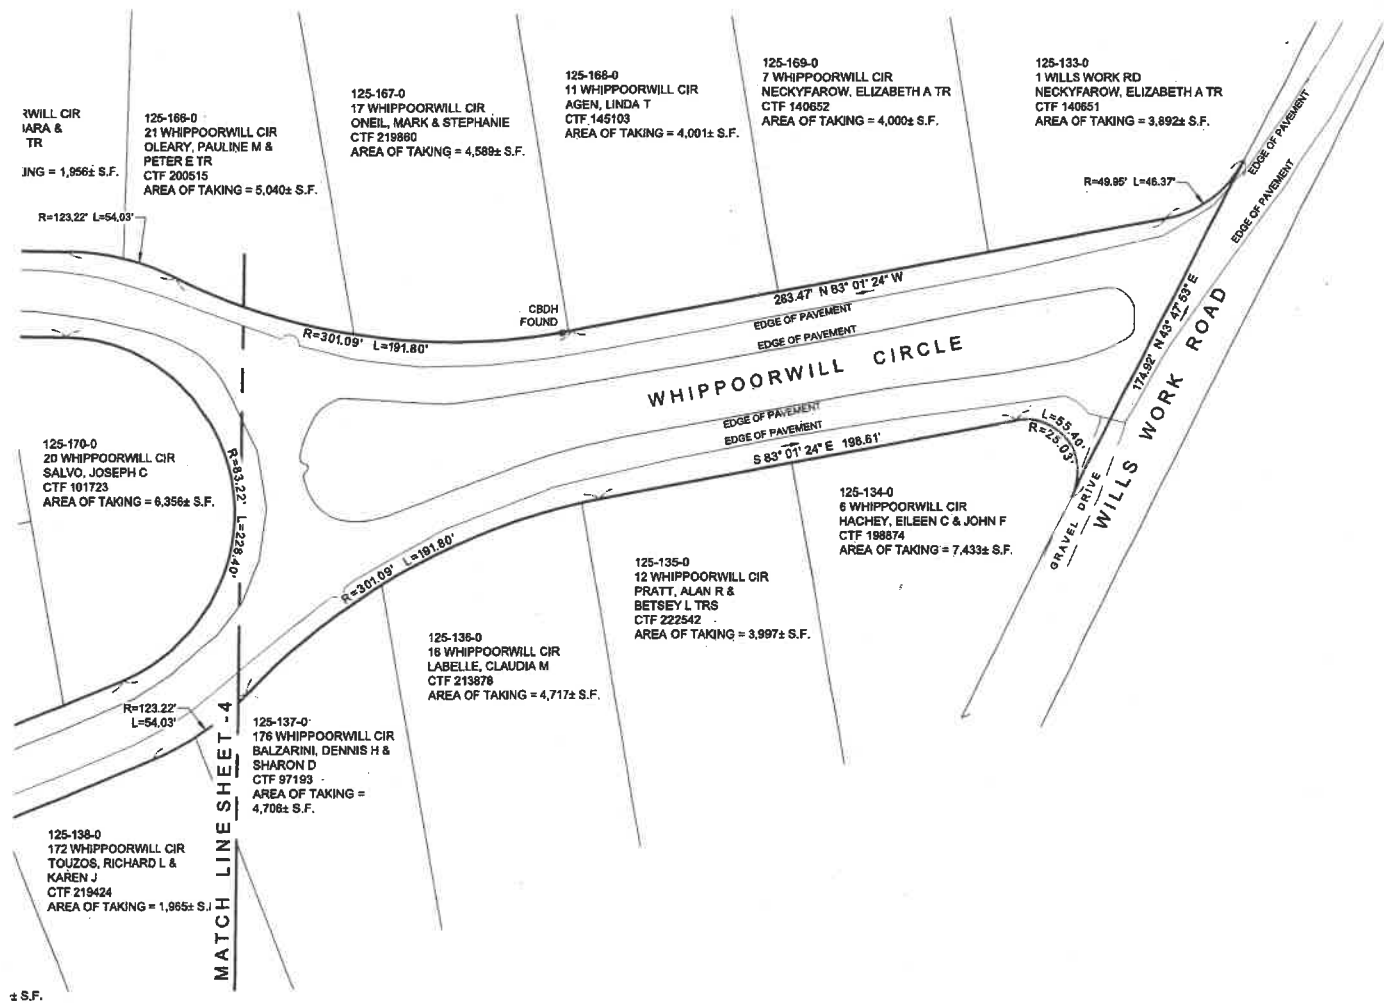 RWILL CIR
IARA &
TR
ING = 1,956± S.F.
125-166-0
21 WHIPPOORWILL CIR
OLEARY, PAULINE M &
PETER E TR
CTF 200515
AREA OF TAKING = 5,040± S.F.
125-167-0
17 WHIPPOORWILL CIR
ONEIL, MARK & STEPHANIE
CTF 219860
AREA OF TAKING = 4,589± S.F.
125-168-0
11 WHIPPOORWILL CIR
AGEN, LINDA T
CTF 145103
AREA OF TAKING = 4,001± S.F.
125-169-0
7 WHIPPOORWILL CIR
NECKYFAROW, ELIZABETH A TR
CTF 140652
AREA OF TAKING = 4,000± S.F.
125-133-0
1 WILLS WORK RD
NECKYFAROW, ELIZABETH A TR
CTF 140651
AREA OF TAKING = 3,892± S.F.
EDGE OF PAVEMENT
EDGE OF PAVEMENT
R=49.95' L=46.37'
R=123.22' L=54.03'
CBDH
FOUND
R=301.09' L=191.80'
283.47' N 83° 01' 24" W
EDGE OF PAVEMENT
EDGE OF PAVEMENT
WHIPPOORWILL CIRCLE
EDGE OF PAVEMENT
EDGE OF PAVEMENT
S 83° 01' 24" E 198.61'
174.92' N 43° 47' 53" E
WILLS WORK ROAD
L=55.40'
R=25.03'
GRAVEL DRIVE
125-170-0
20 WHIPPOORWILL CIR
SALVO, JOSEPH C
CTF 101723
AREA OF TAKING = 6,356± S.F.
R=83.22' L=228.40'
R=301.09' L=191.80'
125-134-0
6 WHIPPOORWILL CIR
HACHEY, EILEEN C & JOHN F
CTF 198874
AREA OF TAKING = 7,433± S.F.
125-135-0
12 WHIPPOORWILL CIR
PRATT, ALAN R &
BETSEY L TRS
CTF 222542
AREA OF TAKING = 3,997± S.F.
125-136-0
16 WHIPPOORWILL CIR
LABELLE, CLAUDIA M
CTF 213878
AREA OF TAKING = 4,717± S.F.
R=123.22'
L=54.03'
125-137-0
176 WHIPPOORWILL CIR
BALZARINI, DENNIS H &
SHARON D
CTF 97193
AREA OF TAKING =
4,706± S.F.
MATCH LINE SHEET - 4
125-138-0
172 WHIPPOORWILL CIR
TOUZOS, RICHARD L &
KAREN J
CTF 219424
AREA OF TAKING = 1,965± S.I
± S.F.